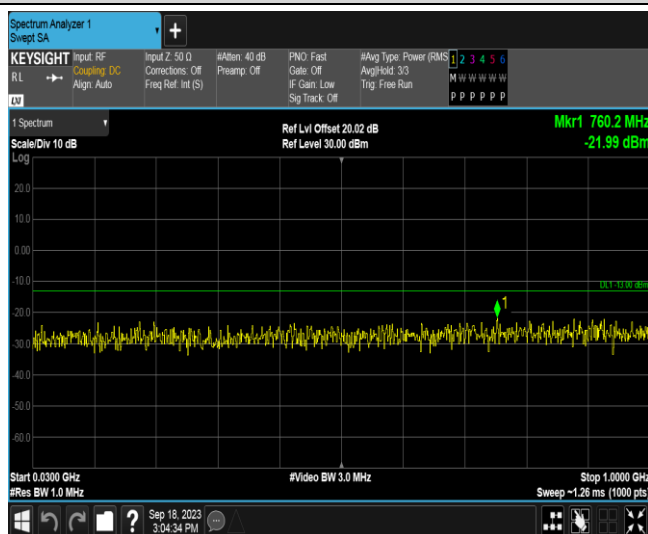 Spectrum Analyzer 1
Swept SA
KEYSIGHT
RL
LXI
Input: RF
Coupling: DC
Align: Auto
Input Z: 50 Ω
Corrections: Off
Freq Ref: Int (S)
#Atten: 40 dB
Preamp: Off
PNO: Fast
Gate: Off
IF Gain: Low
Sig Track: Off
#Avg Type: Power (RMS
Avg|Hold: 3/3
Trig: Free Run
1 2 3 4 5 6
M W W W W W
P P P P P P
1 Spectrum
Scale/Div 10 dB
Log
Ref Lvl Offset 20.02 dB
Ref Level 30.00 dBm
Mkr1 760.2 MHz
-21.99 dBm
20.0
10.0
0.00
-10.0
DL1 -13.00 dBm
1
-20.0
-30.0
-40.0
-50.0
-60.0
Start 0.0300 GHz
#Res BW 1.0 MHz
#Video BW 3.0 MHz
Stop 1.0000 GHz
Sweep ~1.26 ms (1000 pts)
?
Sep 18, 2023
3:04:34 PM